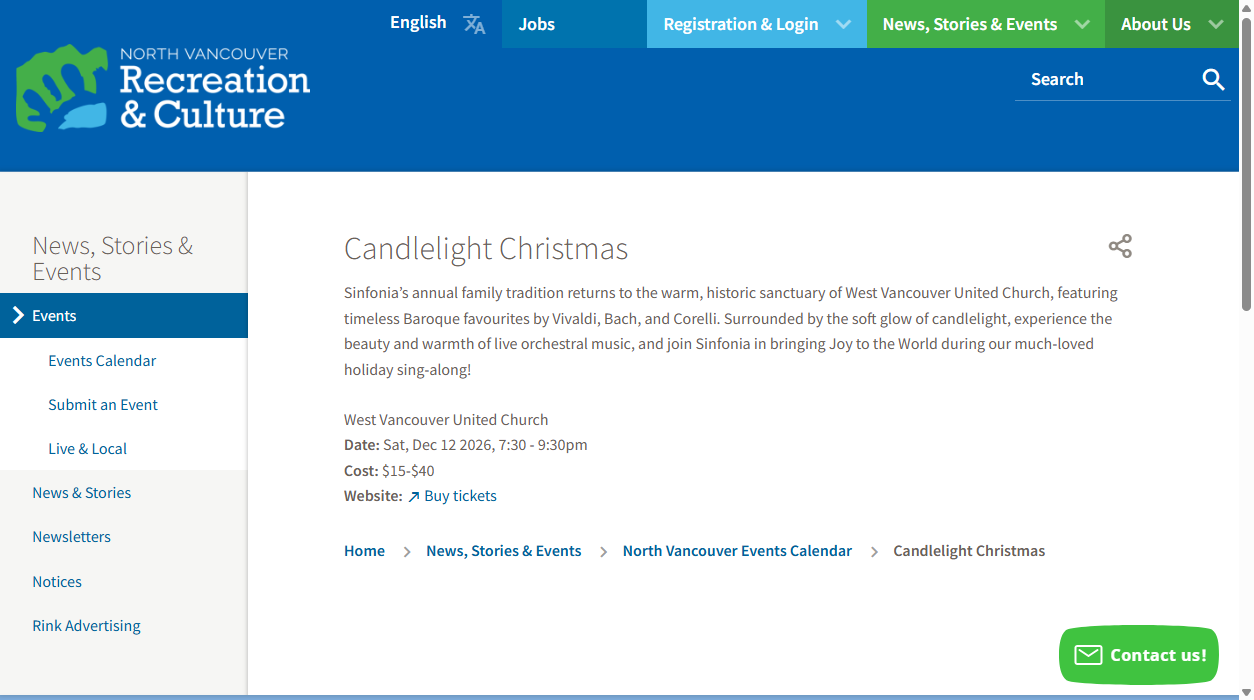 English
Jobs
Registration & Login
News, Stories & Events
About Us
NORTH VANCOUVER
Recreation
& Culture
Search
News, Stories &
Events
Events
Events Calendar
Submit an Event
Live & Local
News & Stories
Newsletters
Notices
Rink Advertising
Candlelight Christmas
Sinfonia’s annual family tradition returns to the warm, historic sanctuary of West Vancouver United Church, featuring
timeless Baroque favourites by Vivaldi, Bach, and Corelli. Surrounded by the soft glow of candlelight, experience the
beauty and warmth of live orchestral music, and join Sinfonia in bringing Joy to the World during our much-loved
holiday sing-along!
West Vancouver United Church
Date: Sat, Dec 12 2026, 7:30 - 9:30pm
Cost: $15-$40
Website: Buy tickets
Home > News, Stories & Events > North Vancouver Events Calendar > Candlelight Christmas
Contact us!